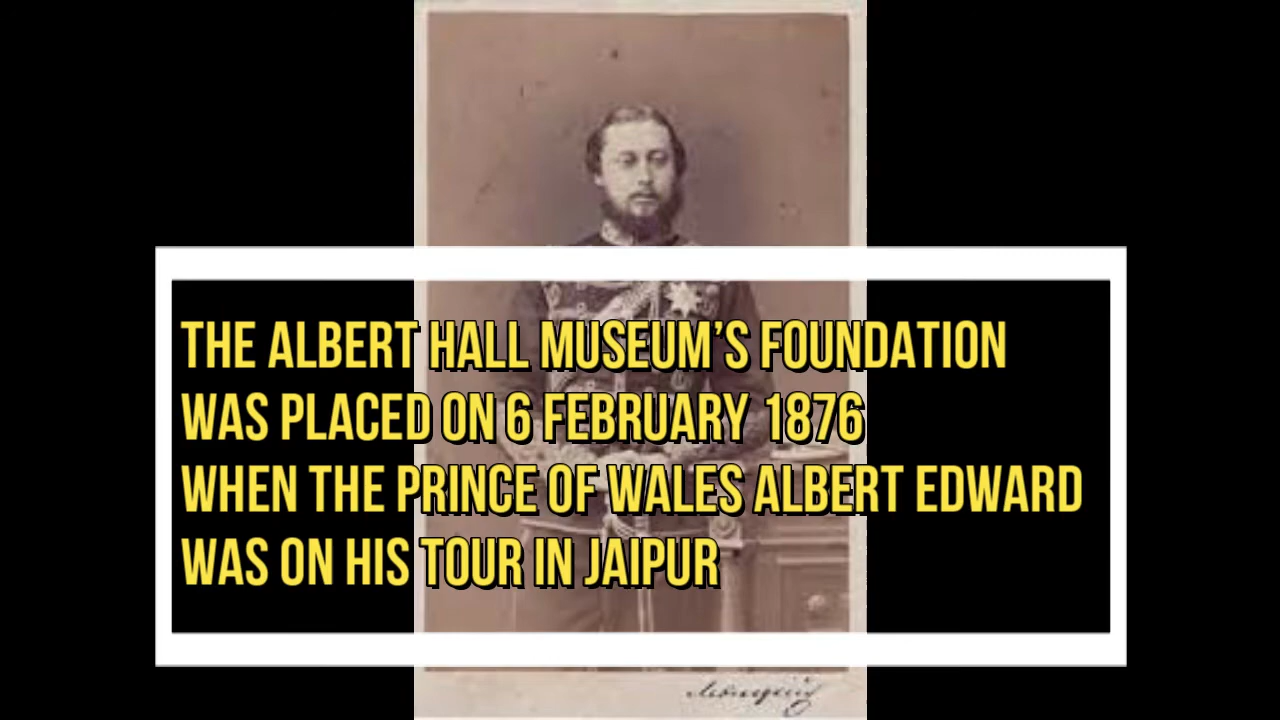 THE ALBERT HALL MUSEUM'S FOUNDATION
WAS PLACED ON 6 FEBRUARY 1876
WHEN THE PRINCE OF WALES ALBERT EDWARD
WAS ON HIS TOUR IN JAIPUR